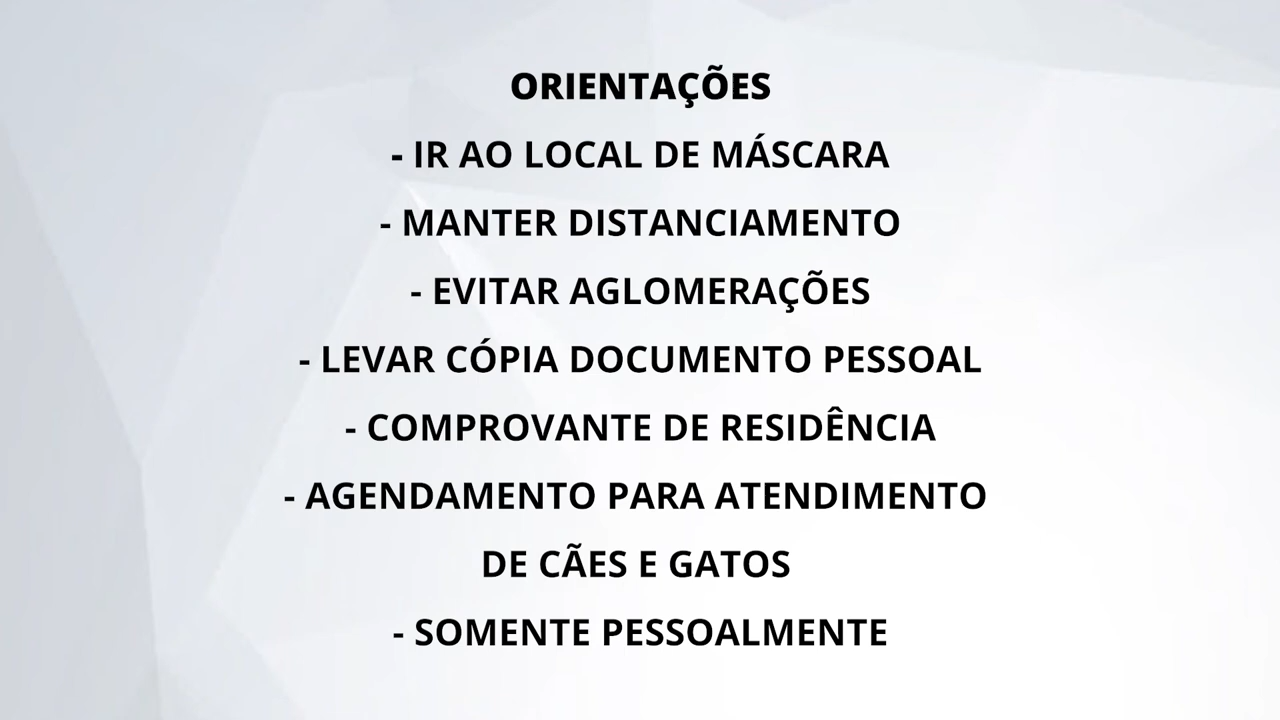 ORIENTAÇÕES
- IR AO LOCAL DE MÁSCARA
- MANTER DISTANCIAMENTO
- EVITAR AGLOMERAÇÕES
- LEVAR CÓPIA DOCUMENTO PESSOAL
- COMPROVANTE DE RESIDÊNCIA
- AGENDAMENTO PARA ATENDIMENTO
DE CÃES E GATOS
- SOMENTE PESSOALMENTE